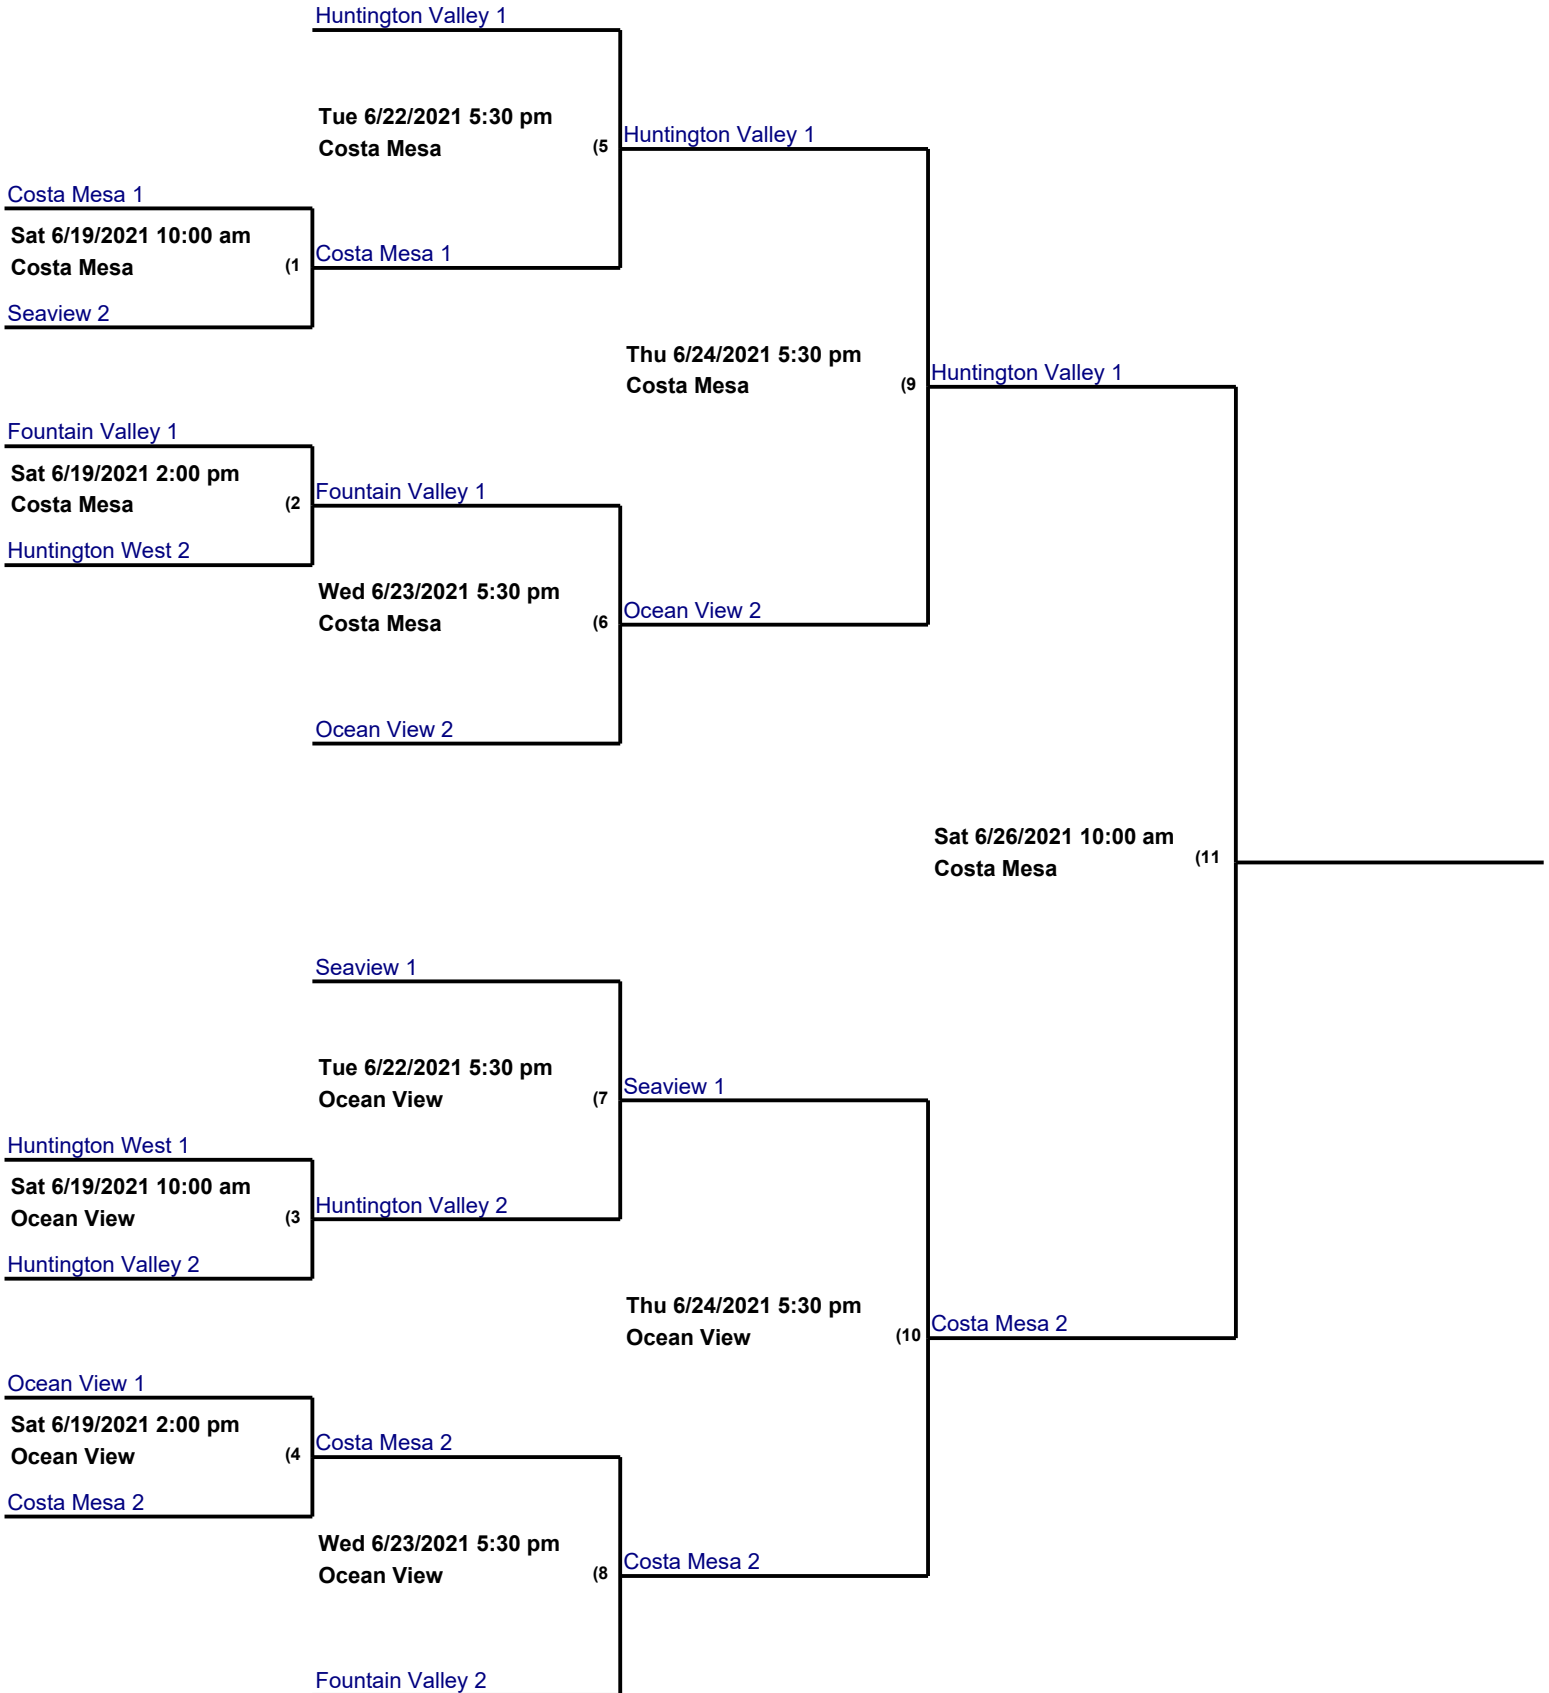 Huntington Valley 1
Tue 6/22/2021 5:30 pm
Costa Mesa (5
Huntington Valley 1
Costa Mesa 1
Sat 6/19/2021 10:00 am
Costa Mesa (1
Costa Mesa 1
Seaview 2
Thu 6/24/2021 5:30 pm
Costa Mesa (9
Huntington Valley 1
Fountain Valley 1
Sat 6/19/2021 2:00 pm
Costa Mesa (2
Fountain Valley 1
Huntington West 2
Wed 6/23/2021 5:30 pm
Costa Mesa (6
Ocean View 2
Ocean View 2
Sat 6/26/2021 10:00 am
Costa Mesa (11
Seaview 1
Tue 6/22/2021 5:30 pm
Ocean View (7
Seaview 1
Huntington West 1
Sat 6/19/2021 10:00 am
Ocean View (3
Huntington Valley 2
Huntington Valley 2
Thu 6/24/2021 5:30 pm
Ocean View (10
Costa Mesa 2
Ocean View 1
Sat 6/19/2021 2:00 pm
Ocean View (4
Costa Mesa 2
Costa Mesa 2
Wed 6/23/2021 5:30 pm
Ocean View (8
Costa Mesa 2
Fountain Valley 2